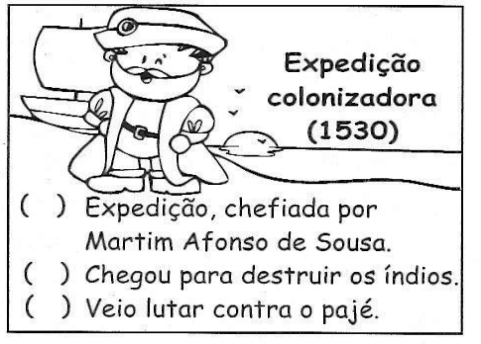 Expedição
colonizadora
(1530)
( ) Expedição, chefiada por
Martim Afonso de Sousa.
( ) Chegou para destruir os índios.
( ) Veio lutar contra o pajé.